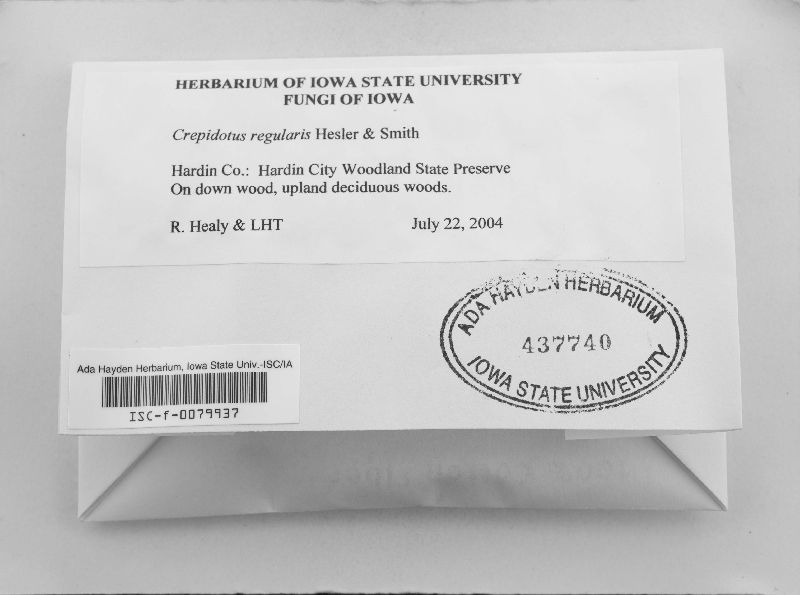 HERBARIUM OF IOWA STATE UNIVERSITY
FUNGI OF IOWA
Crepidotus regularis Hesler & Smith
Hardin Co.: Hardin City Woodland State Preserve
On down wood, upland deciduous woods.
R. Healy & LHT July 22, 2004
ADA HAYDEN HERBARIUM
437740
IOWA STATE UNIVERSITY
Ada Hayden Herbarium, Iowa State Univ.-ISC/IA
ISC-f-0079937